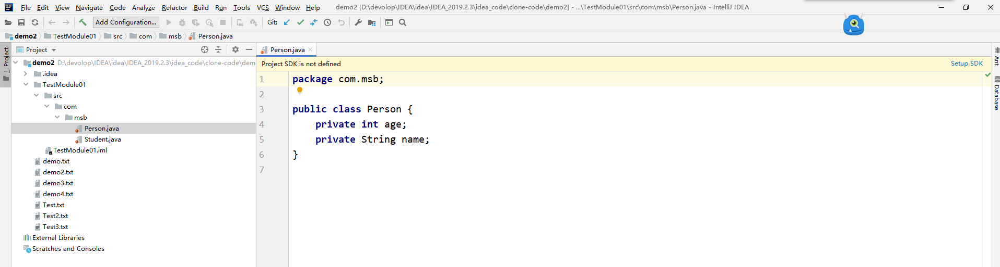 File Edit View Navigate Code Analyze Refactor Build Run Tools VCS Window Help demo2 [D:\devolop\IDEA\idea\IDEA_2019.2.3\idea_code\clone-code\demo2] - ...\TestModule01\src\com\msb\Person.java - IntelliJ IDEA
Add Configuration... Git:
demo2 TestModule01 src com msb Person.java
1: Project
Project
Person.java
demo2 D:\devolop\IDEA\idea\IDEA_2019.2.3\idea_code\clone-code\dem
.idea
TestModule01
src
com
msb
Person.java
Student.java
TestModule01.iml
demo.txt
demo2.txt
demo3.txt
demo4.txt
Test.txt
Test2.txt
Test3.txt
External Libraries
Scratches and Consoles
Project SDK is not defined Setup SDK
1 package com.msb;
2
3 public class Person {
4 private int age;
5 private String name;
6 }
7
Ant
Database